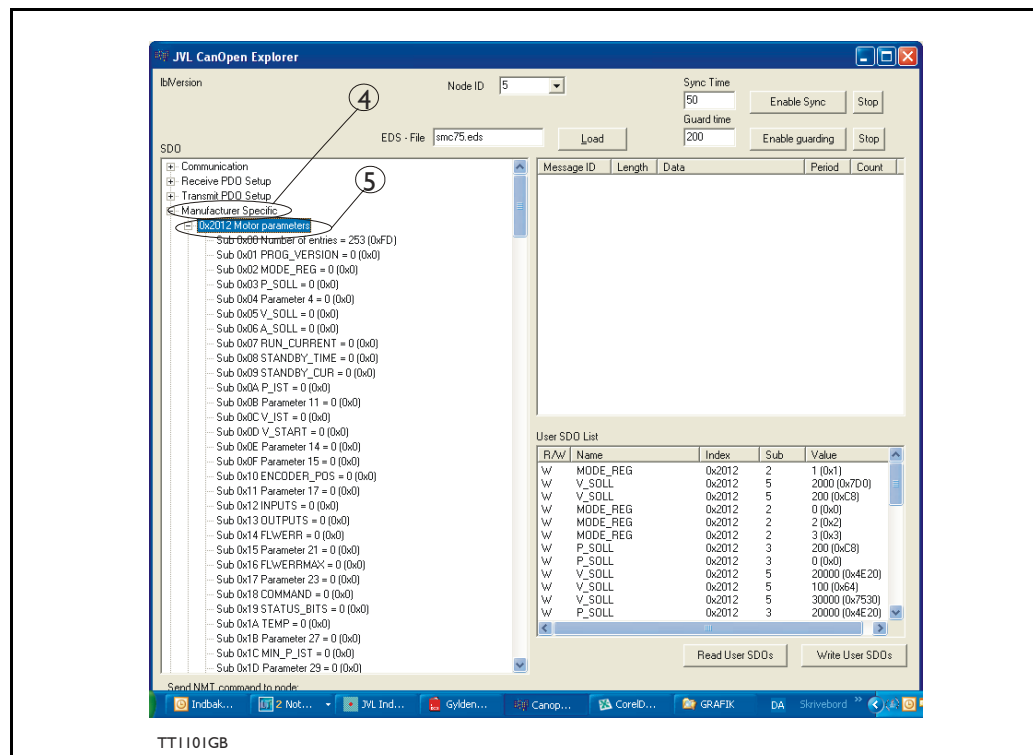 JVL CanOpen Explorer
lblVersion
Node ID 5
Sync Time
50 Enable Sync Stop
Guard time
EDS - File smc75.eds Load 200 Enable guarding Stop
4
5
SDO
Communication
Receive PDO Setup
Transmit PDO Setup
Manufacturer Specific
0x2012 Motor parameters
Sub 0x00 Number of entries = 253 (0xFD)
Sub 0x01 PROG_VERSION = 0 (0x0)
Sub 0x02 MODE_REG = 0 (0x0)
Sub 0x03 P_SOLL = 0 (0x0)
Sub 0x04 Parameter 4 = 0 (0x0)
Sub 0x05 V_SOLL = 0 (0x0)
Sub 0x06 A_SOLL = 0 (0x0)
Sub 0x07 RUN_CURRENT = 0 (0x0)
Sub 0x08 STANDBY_TIME = 0 (0x0)
Sub 0x09 STANDBY_CUR = 0 (0x0)
Sub 0x0A P_IST = 0 (0x0)
Sub 0x0B Parameter 11 = 0 (0x0)
Sub 0x0C V_IST = 0 (0x0)
Sub 0x0D V_START = 0 (0x0)
Sub 0x0E Parameter 14 = 0 (0x0)
Sub 0x0F Parameter 15 = 0 (0x0)
Sub 0x10 ENCODER_POS = 0 (0x0)
Sub 0x11 Parameter 17 = 0 (0x0)
Sub 0x12 INPUTS = 0 (0x0)
Sub 0x13 OUTPUTS = 0 (0x0)
Sub 0x14 FLWERR = 0 (0x0)
Sub 0x15 Parameter 21 = 0 (0x0)
Sub 0x16 FLWERRMAX = 0 (0x0)
Sub 0x17 Parameter 23 = 0 (0x0)
Sub 0x18 COMMAND = 0 (0x0)
Sub 0x19 STATUS_BITS = 0 (0x0)
Sub 0x1A TEMP = 0 (0x0)
Sub 0x1B Parameter 27 = 0 (0x0)
Sub 0x1C MIN_P_IST = 0 (0x0)
Sub 0x1D Parameter 29 = 0 (0x0)
Message ID Length Data Period Count
User SDO List
R/W Name Index Sub Value
W MODE_REG 0x2012 2 1 (0x1)
W V_SOLL 0x2012 5 2000 (0x7D0)
W V_SOLL 0x2012 5 200 (0xC8)
W MODE_REG 0x2012 2 0 (0x0)
W MODE_REG 0x2012 2 2 (0x2)
W MODE_REG 0x2012 2 3 (0x3)
W P_SOLL 0x2012 3 200 (0xC8)
W P_SOLL 0x2012 3 0 (0x0)
W V_SOLL 0x2012 5 20000 (0x4E20)
W V_SOLL 0x2012 5 100 (0x64)
W V_SOLL 0x2012 5 30000 (0x7530)
W P_SOLL 0x2012 3 20000 (0x4E20)
Read User SDOs Write User SDOs
Send NMT command to node:
Indbak... 2 Not... JVL Ind... Gylden... Canop... CorelD... GRAFIK DA Skrivebord
TT1101GB